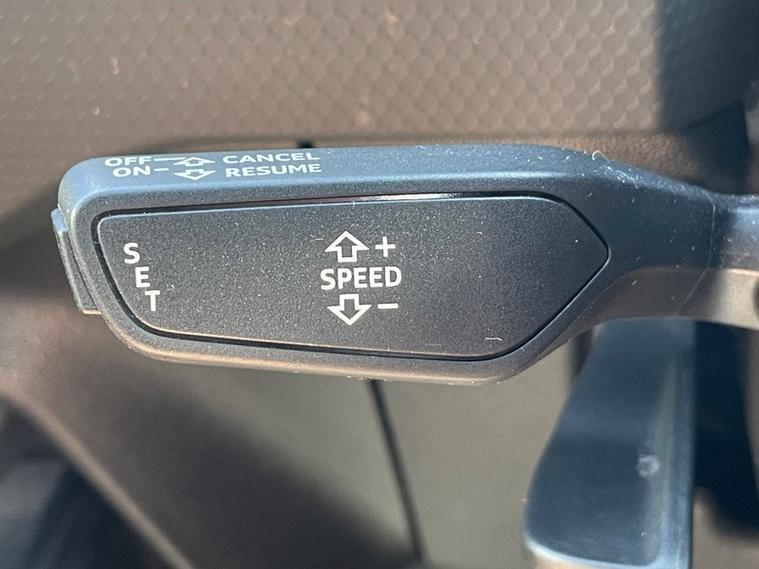 OFF CANCEL
ON RESUME
SET
+
SPEED
-